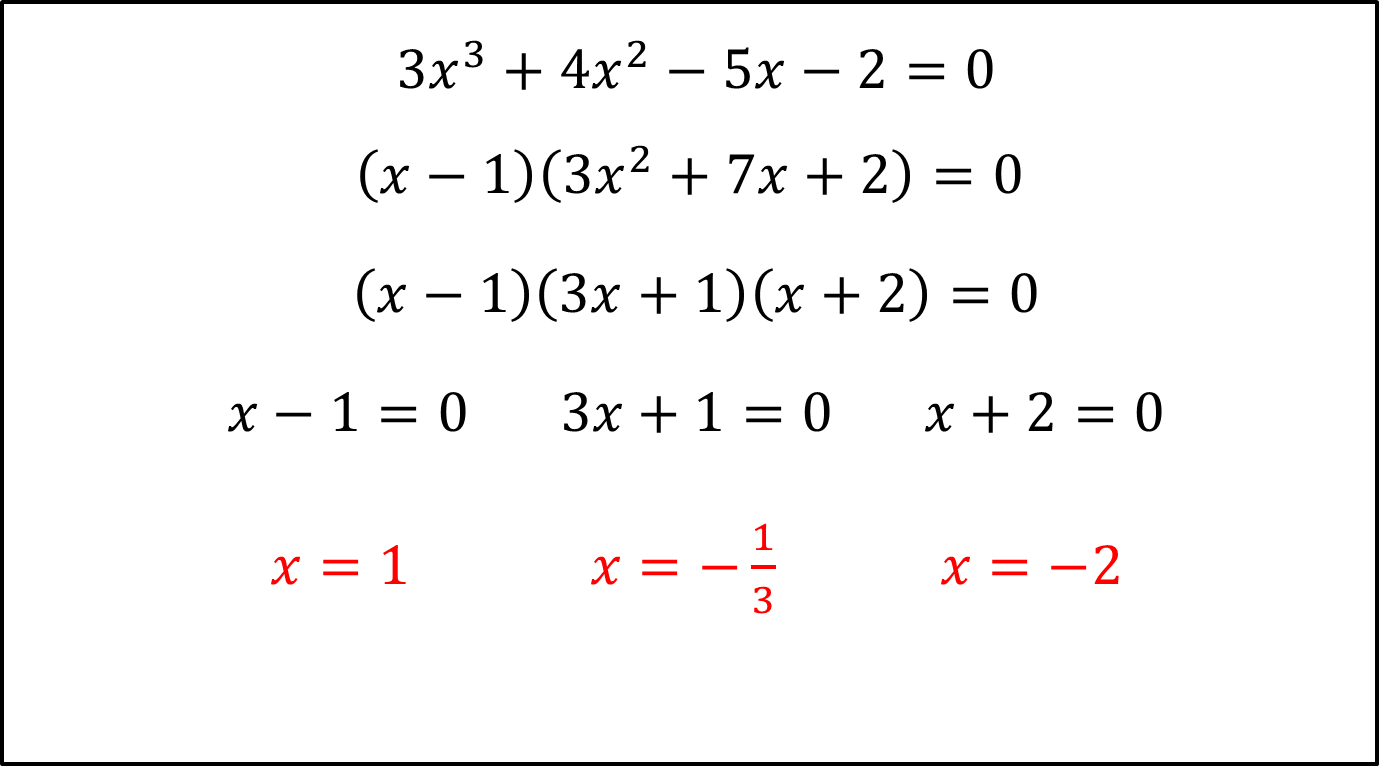 3x³ + 4x² − 5x − 2 = 0
(x − 1)(3x² + 7x + 2) = 0
(x − 1)(3x + 1)(x + 2) = 0
x − 1 = 0 3x + 1 = 0 x + 2 = 0
x = 1 x = −1/3 x = −2